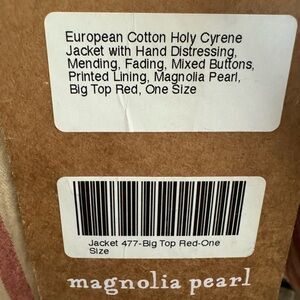 European Cotton Holy Cyrene
Jacket with Hand Distressing,
Mending, Fading, Mixed Buttons,
Printed Lining, Magnolia Pearl,
Big Top Red, One Size
Jacket 477-Big Top Red-One
Size
magnolia pearl